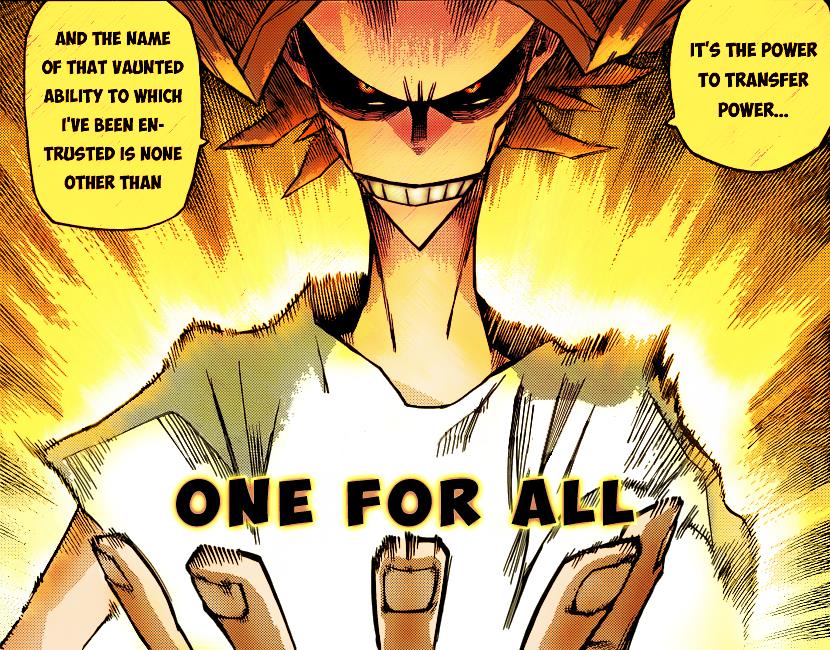 IT'S THE POWER
TO TRANSFER
POWER...
AND THE NAME
OF THAT VAUNTED
ABILITY TO WHICH
I'VE BEEN EN-
TRUSTED IS NONE
OTHER THAN
ONE FOR ALL